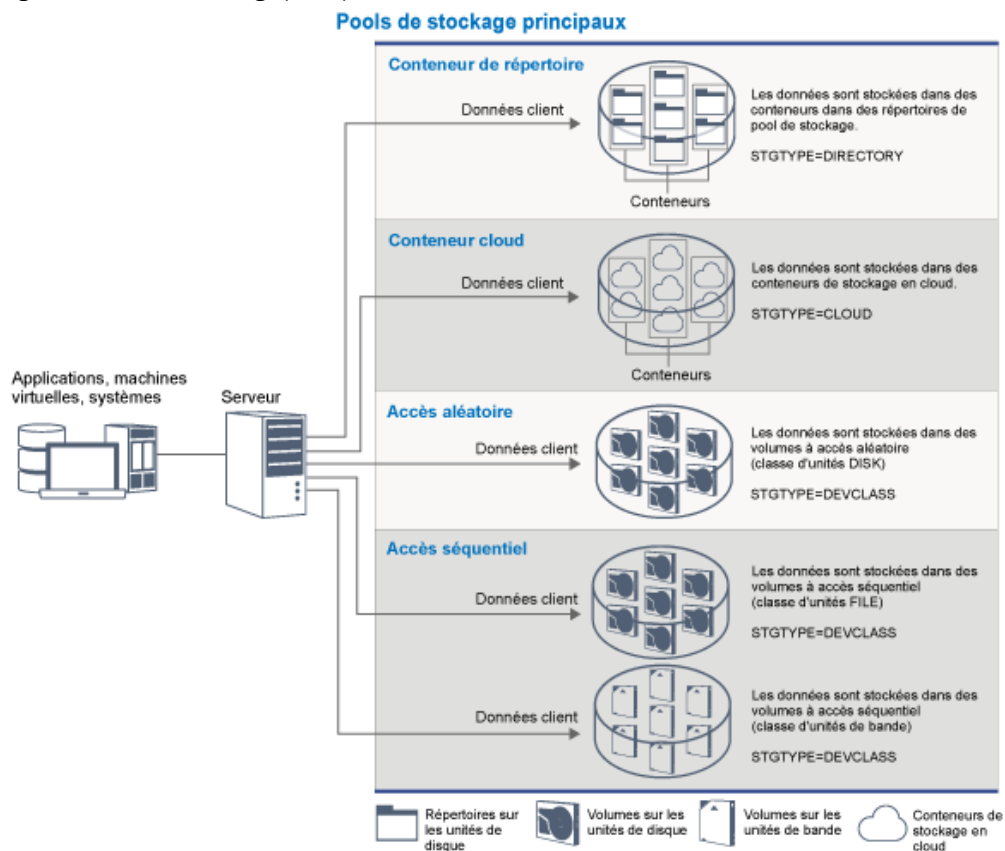 Pools de stockage principaux
Conteneur de répertoire
Données client
Les données sont stockées dans des
conteneurs dans des répertoires de
pool de stockage.
STGTYPE=DIRECTORY
Conteneurs
Conteneur cloud
Données client
Les données sont stockées dans des
conteneurs de stockage en cloud.
STGTYPE=CLOUD
Conteneurs
Applications, machines
virtuelles, systèmes
Serveur
Accès aléatoire
Données client
Les données sont stockées dans des
volumes à accès aléatoire
(classe d'unités DISK)
STGTYPE=DEVCLASS
Accès séquentiel
Données client
Les données sont stockées dans des
volumes à accès séquentiel
(classe d'unités FILE)
STGTYPE=DEVCLASS
Données client
Les données sont stockées dans des
volumes à accès séquentiel
(classe d'unités de bande)
STGTYPE=DEVCLASS
Répertoires sur
les unités de
disque
Volumes sur les
unités de disque
Volumes sur les
unités de bande
Conteneurs de
stockage en
cloud